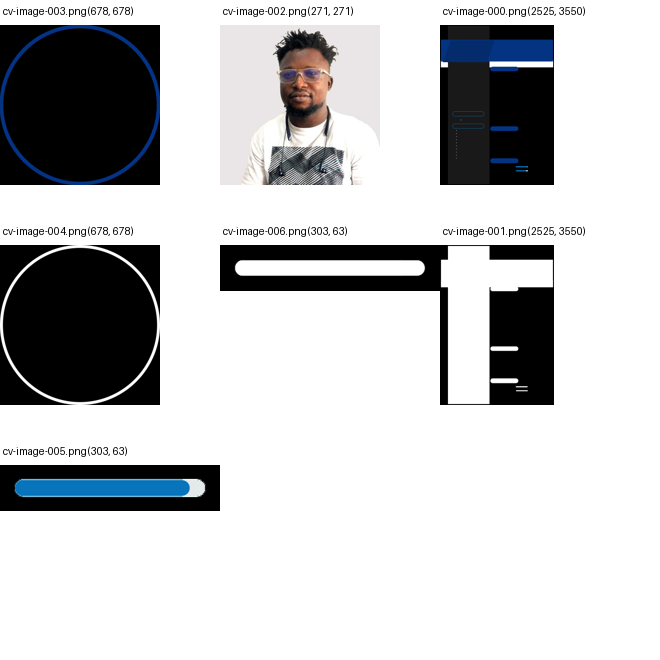 cv-image-003.png(678, 678)
cv-image-002.png(271, 271)
cv-image-000.png(2525, 3550)
cv-image-004.png(678, 678)
cv-image-006.png(303, 63)
cv-image-001.png(2525, 3550)
cv-image-005.png(303, 63)